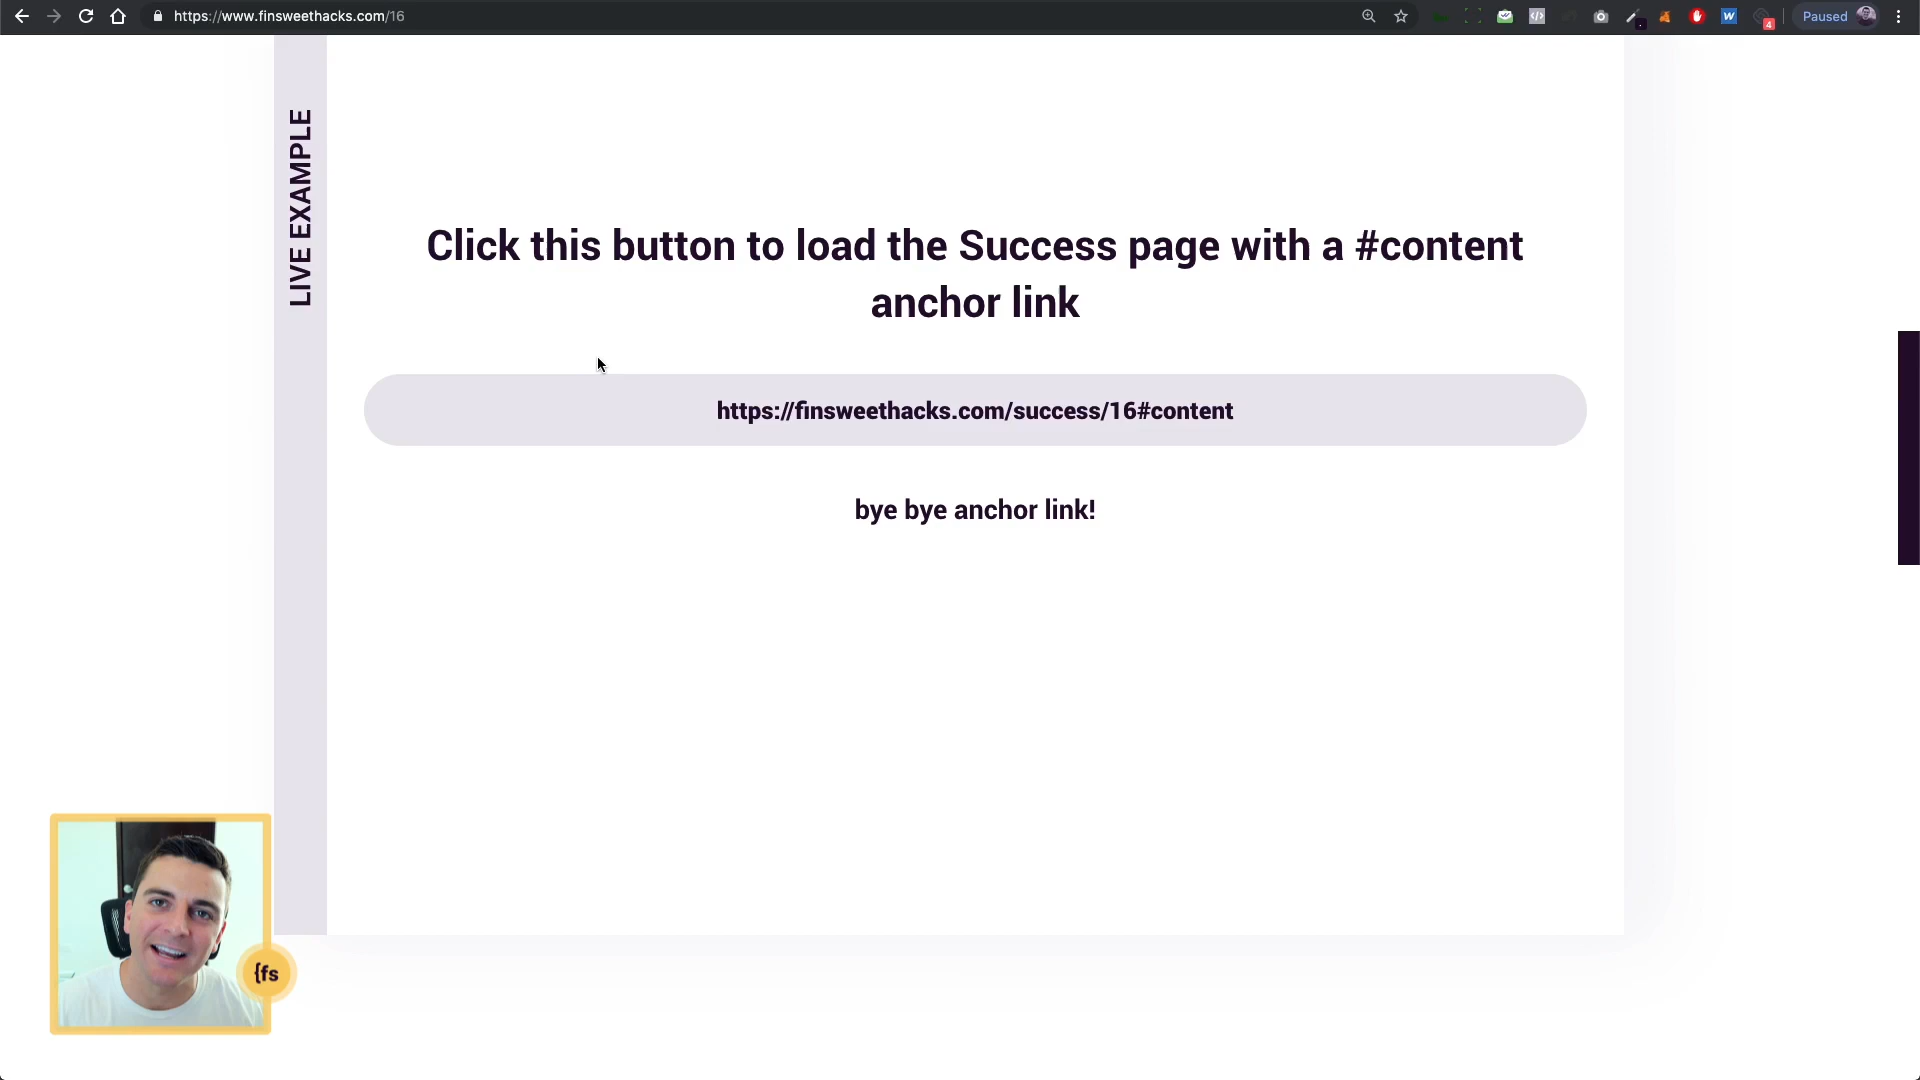 https://www.finsweethacks.com/16
Paused
4
LIVE EXAMPLE
Click this button to load the Success page with a #content
anchor link
https://finsweethacks.com/success/16#content
bye bye anchor link!
{fs